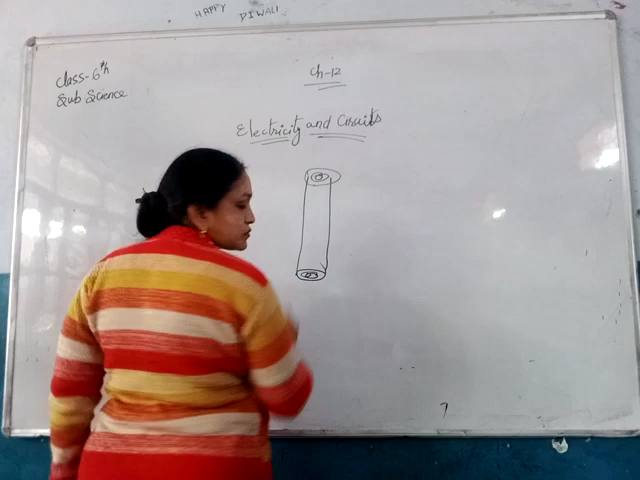 HAPPY DIWALI
Class-6th
Sub Science
Ch-12
Electricity and Circuits